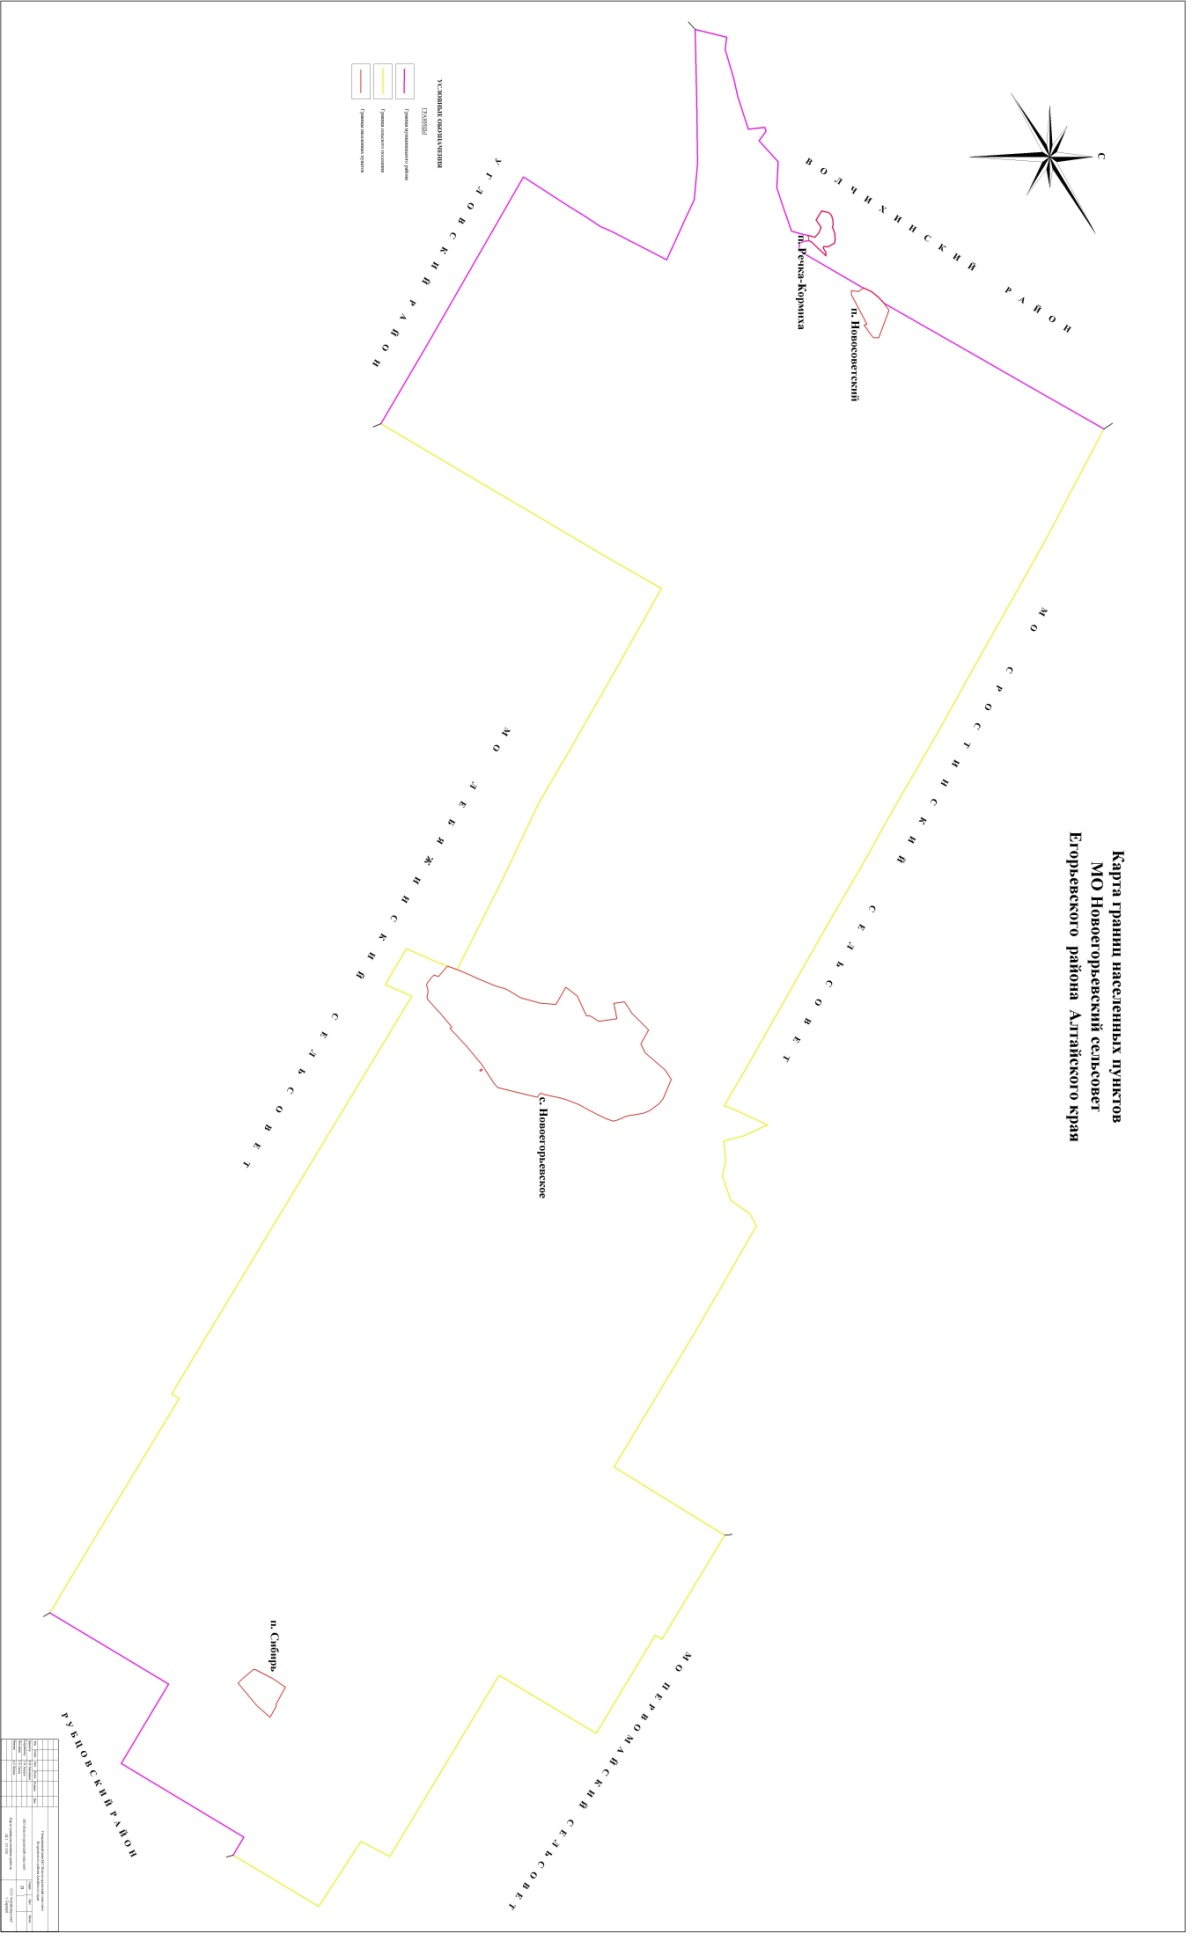 Карта границ населенных пунктов
МО Новоегорьевский сельсовет
Егорьевского района Алтайского края
С
ВОЛЧИХИНСКИЙ РАЙОН
п. Речка-Кормиха
п. Новосоветский
УСЛОВНЫЕ ОБОЗНАЧЕНИЯ
ГРАНИЦЫ
Граница муниципального района
Граница сельского поселения
Граница населенных пунктов
УГЛОВСКИЙ РАЙОН
МО СРОСТИНСКИЙ СЕЛЬСОВЕТ
МО ЛЕБЯЖИНСКИЙ СЕЛЬСОВЕТ
с. Новоегорьевское
п. Сибирь
МО ПЕРВОМАЙСКИЙ СЕЛЬСОВЕТ
РУБЦОВСКИЙ РАЙОН